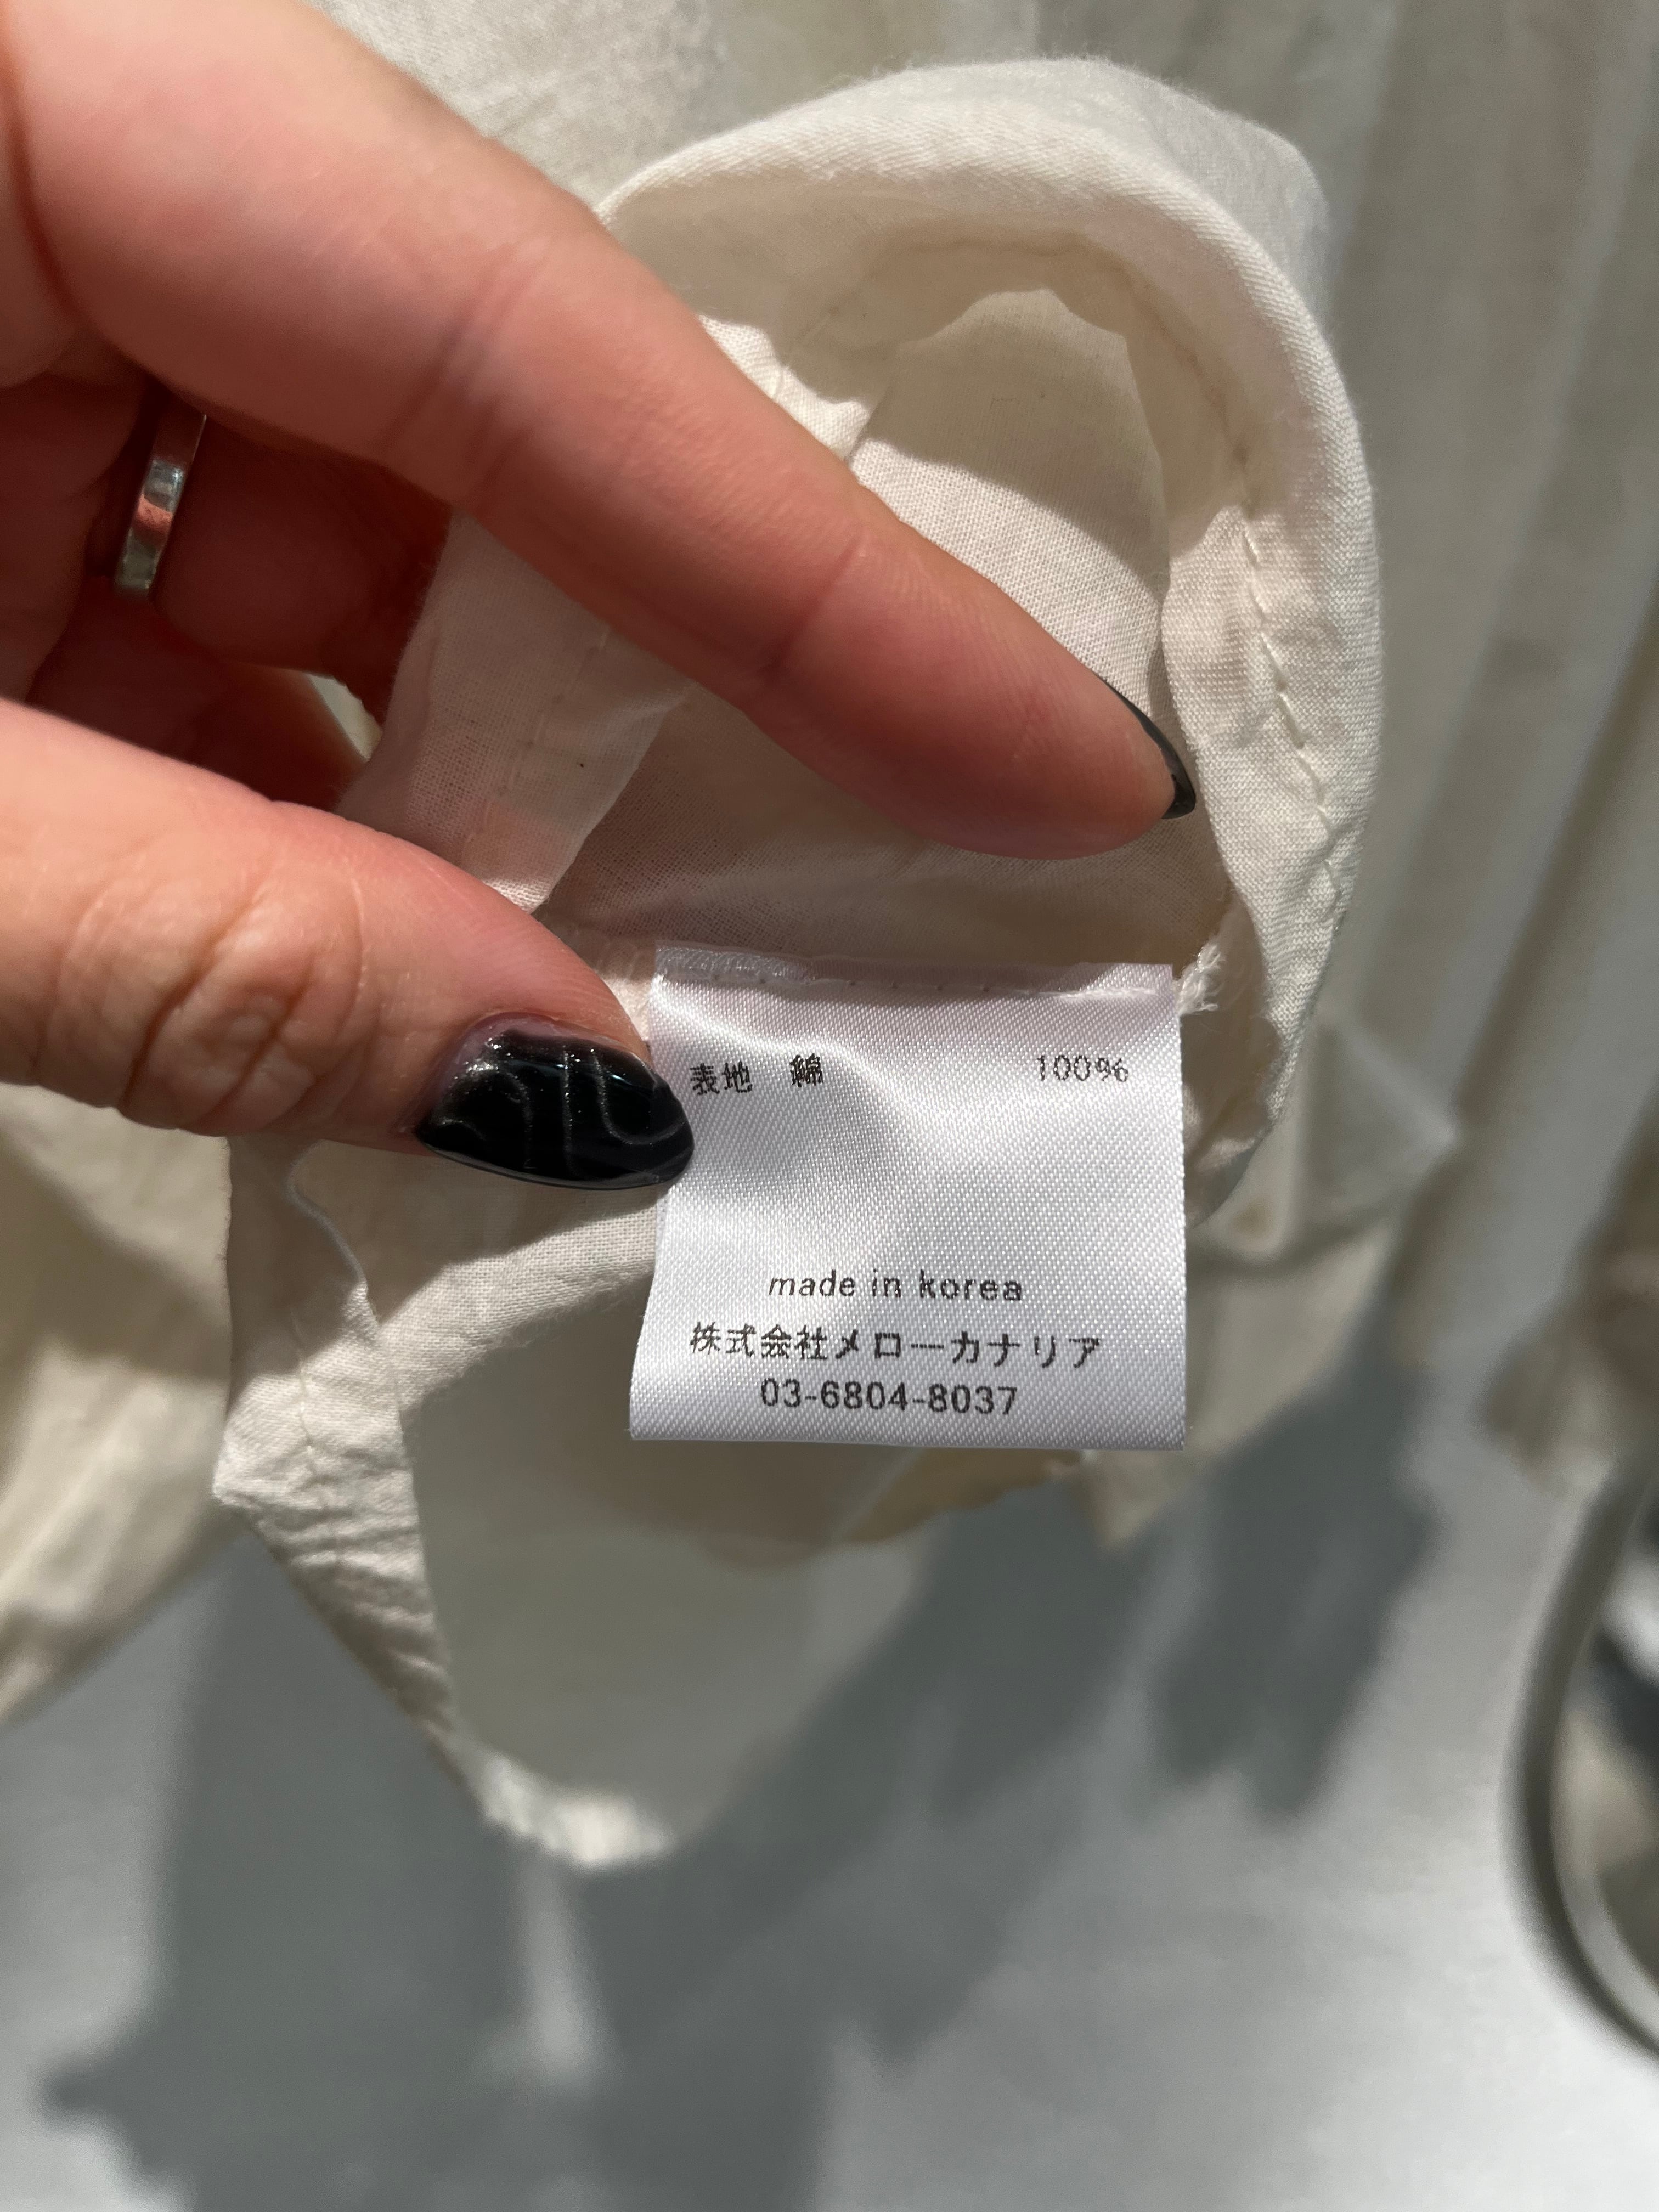 表地 綿 100%
made in korea
株式会社メローカナリア
03-6804-8037